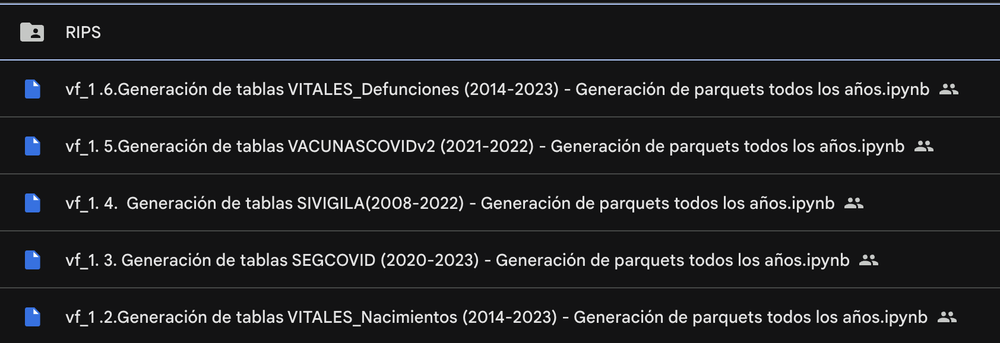 RIPS
vf_1 .6.Generación de tablas VITALES_Defunciones (2014-2023) - Generación de parquets todos los años.ipynb
vf_1. 5.Generación de tablas VACUNASCOVIDv2 (2021-2022) - Generación de parquets todos los años.ipynb
vf_1. 4.  Generación de tablas SIVIGILA(2008-2022) - Generación de parquets todos los años.ipynb
vf_1. 3. Generación de tablas SEGCOVID (2020-2023) - Generación de parquets todos los años.ipynb
vf_1 .2.Generación de tablas VITALES_Nacimientos (2014-2023) - Generación de parquets todos los años.ipynb